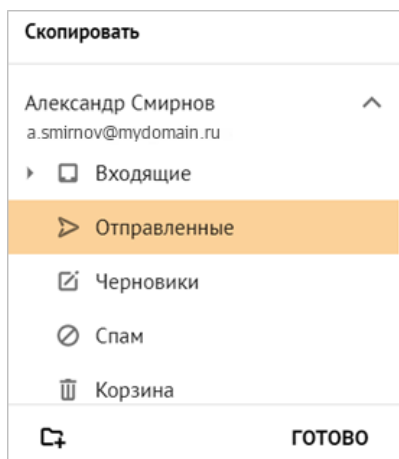 Скопировать
Александр Смирнов
a.smirnov@mydomain.ru
Входящие
Отправленные
Черновики
Спам
Корзина
ГОТОВО